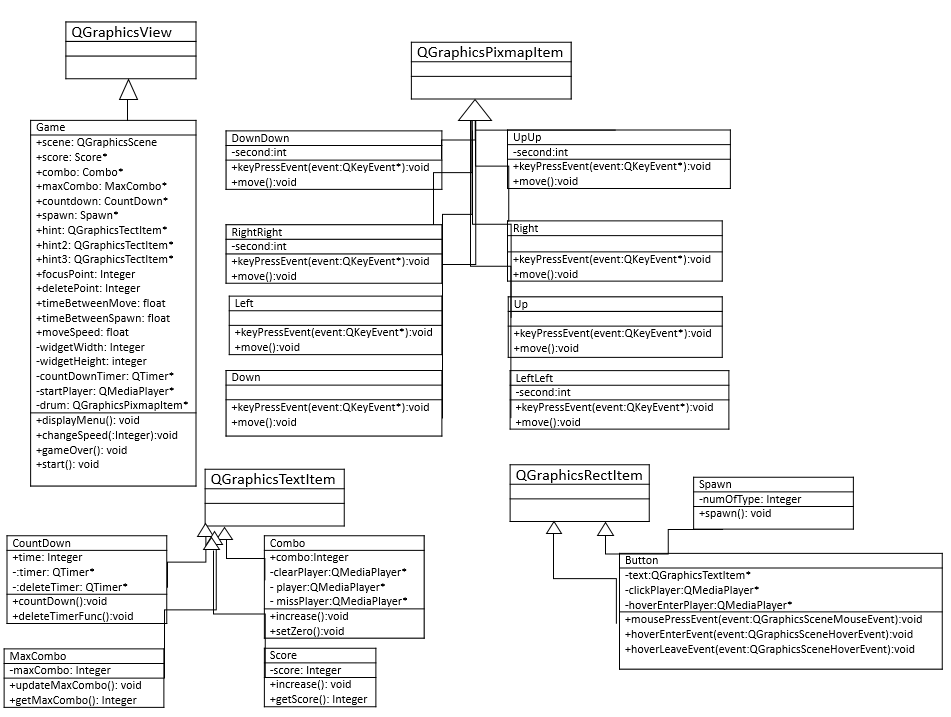 QGraphicsView
Game
+scene: QGraphicsScene
+score: Score*
+combo: Combo*
+maxCombo: MaxCombo*
+countdown: CountDown*
+spawn: Spawn*
+hint: QGraphicsTectItem*
+hint2: QGraphicsTectItem*
+hint3: QGraphicsTectItem*
+focusPoint: Integer
+deletePoint: Integer
+timeBetweenMove: float
+timeBetweenSpawn: float
+moveSpeed: float
-widgetWidth: Integer
-widgetHeight: integer
-countDownTimer: QTimer*
-startPlayer: QMediaPlayer*
-drum: QGraphicsPixmapItem*
+displayMenu(): void
+changeSpeed(:Integer):void
+gameOver(): void
+start(): void
QGraphicsPixmapItem
DownDown
-second:int
+keyPressEvent(event:QKeyEvent*):void
+move():void
UpUp
-second:int
+keyPressEvent(event:QKeyEvent*):void
+move():void
RightRight
-second:int
+keyPressEvent(event:QKeyEvent*):void
+move():void
Right
+keyPressEvent(event:QKeyEvent*):void
+move():void
Left
+keyPressEvent(event:QKeyEvent*):void
+move():void
Up
+keyPressEvent(event:QKeyEvent*):void
+move():void
Down
+keyPressEvent(event:QKeyEvent*):void
+move():void
LeftLeft
-second:int
+keyPressEvent(event:QKeyEvent*):void
+move():void
QGraphicsTextItem
CountDown
+time: Integer
-:timer: QTimer*
-:deleteTimer: QTimer*
+countDown():void
+deleteTimerFunc():void
Combo
+combo:Integer
-clearPlayer:QMediaPlayer*
- player:QMediaPlayer*
- missPlayer:QMediaPlayer*
+increase():void
+setZero():void
MaxCombo
-maxCombo: Integer
+updateMaxCombo(): void
+getMaxCombo(): Integer
Score
-score: Integer
+increase(): void
+getScore(): Integer
QGraphicsRectItem
Spawn
-numOfType: Integer
+spawn(): void
Button
-text:QGraphicsTextItem*
-clickPlayer:QMediaPlayer*
-hoverEnterPlayer:QMediaPlayer*
+mousePressEvent(event:QGraphicsSceneMouseEvent):void
+hoverEnterEvent(event:QGraphicsSceneHoverEvent):void
+hoverLeaveEvent(event:QGraphicsSceneHoverEvent):void